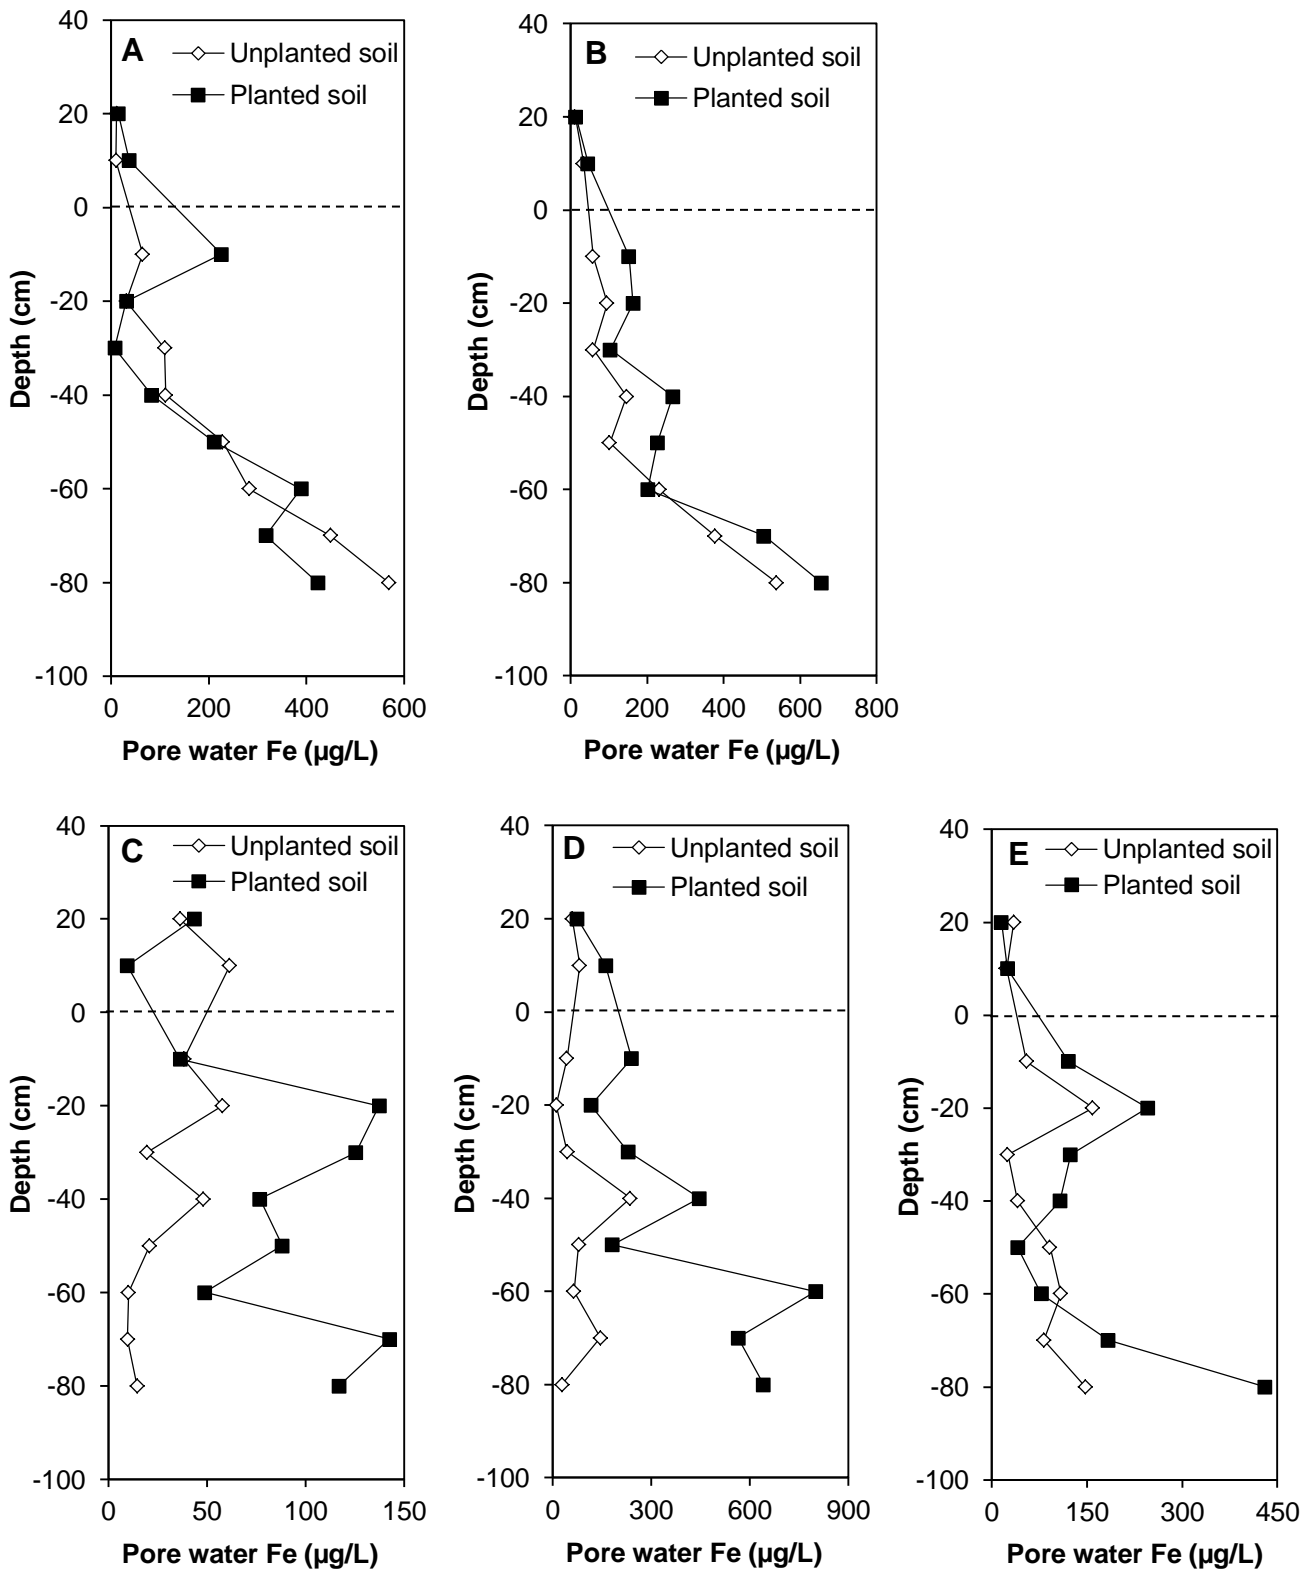 A
Unplanted soil
Planted soil
40
20
0
-20
-40
-60
-80
-100
Depth (cm)
0 200 400 600
Pore water Fe (µg/L)
B
Unplanted soil
Planted soil
40
20
0
-20
-40
-60
-80
-100
Depth (cm)
0 200 400 600 800
Pore water Fe (µg/L)
C
Unplanted soil
Planted soil
40
20
0
-20
-40
-60
-80
-100
Depth (cm)
0 50 100 150
Pore water Fe (µg/L)
D
Unplanted soil
Planted soil
40
20
0
-20
-40
-60
-80
-100
Depth (cm)
0 300 600 900
Pore water Fe (µg/L)
E
Unplanted soil
Planted soil
40
20
0
-20
-40
-60
-80
-100
Depth (cm)
0 150 300 450
Pore water Fe (µg/L)